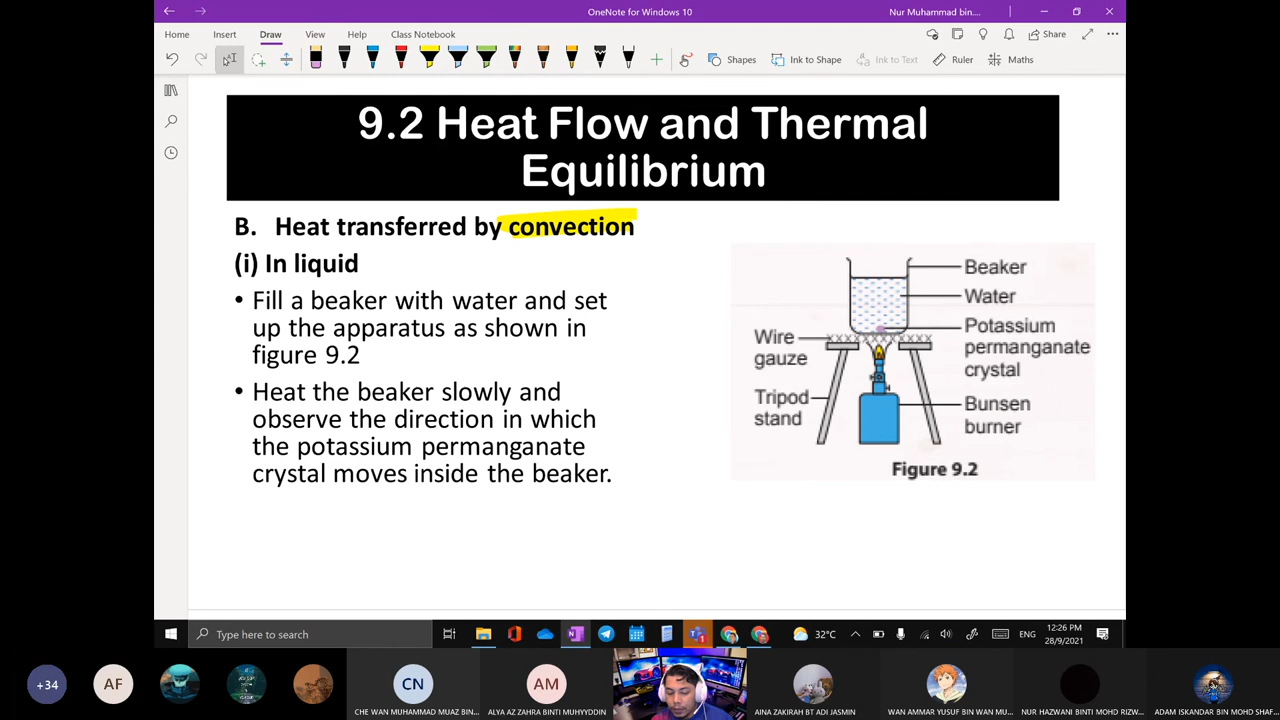 OneNote for Windows 10
Nur Muhammad bin....
Home Insert Draw View Help Class Notebook
Share
Shapes Ink to Shape Ink to Text Ruler Maths
9.2 Heat Flow and Thermal
Equilibrium
B. Heat transferred by convection
(i) In liquid
• Fill a beaker with water and set
up the apparatus as shown in
figure 9.2
• Heat the beaker slowly and
observe the direction in which
the potassium permanganate
crystal moves inside the beaker.
Beaker
Water
Potassium
permanganate
crystal
Wire
gauze
Tripod
stand
Bunsen
burner
Figure 9.2
Type here to search
32°C
ENG
12:26 PM
28/9/2021
+34
AF
CN
CHE WAN MUHAMMAD MUAZ BIN...
AM
ALYA AZ ZAHRA BINTI MUHYYDDIN
AINA ZAKIRAH BT ADI JASMIN
WAN AMMAR YUSUF BIN WAN MU...
NUR HAZWANI BINTI MOHD RIZW...
ADAM ISKANDAR BIN MOHD SHAF...